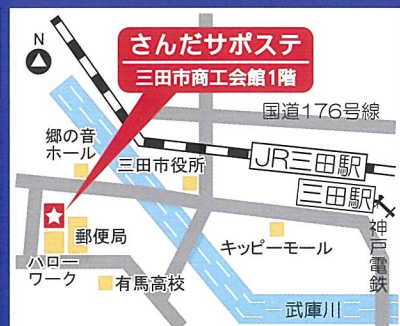 N
さんだサポステ
三田市商工会館1階
国道176号線
郷の音
ホール
三田市役所
JR三田駅
三田駅
神戸電鉄
郵便局
ハロー
ワーク
有馬高校
キッピーモール
武庫川